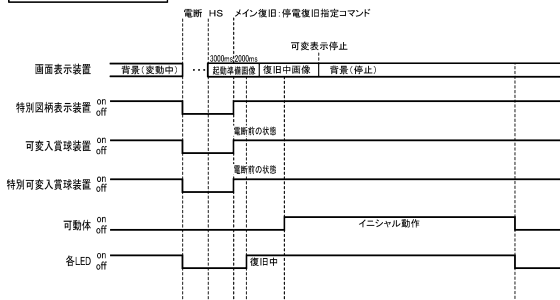 電断 HS メイン復旧:停電復旧指定コマンド
可変表示停止
3000ms 2000ms
画面表示装置 背景(変動中) ・・・ 起動準備画像 復旧中画像 背景(停止)
特別図柄表示装置 on
off
電断前の状態
可変入賞球装置 on
off
電断前の状態
特別可変入賞球装置 on
off
可動体 on
off
イニシャル動作
各LED on
off
復旧中